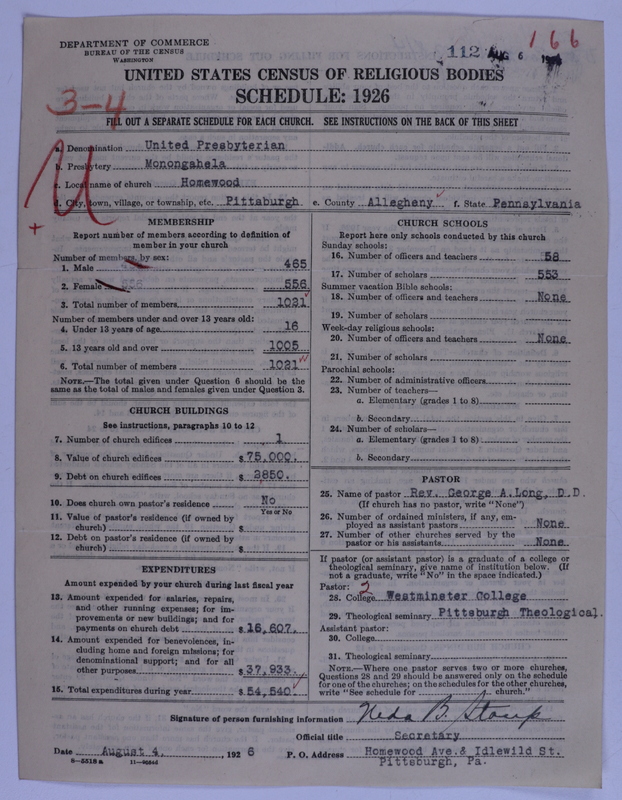 DEPARTMENT OF COMMERCE
BUREAU OF THE CENSUS
WASHINGTON
112 AUG 6
166
UNITED STATES CENSUS OF RELIGIOUS BODIES
SCHEDULE: 1926
3-4
FILL OUT A SEPARATE SCHEDULE FOR EACH CHURCH. SEE INSTRUCTIONS ON THE BACK OF THIS SHEET
a. Denomination United Presbyterian
b. Presbytery Monongahela
c. Local name of church Homewood
d. City, town, village, or township, etc. Pittsburgh e. County Allegheny f. State Pennsylvania
MEMBERSHIP
Report number of members according to definition of
member in your church
Number of members, by sex:
1. Male 465
2. Female 556
3. Total number of members 1021
Number of members under and over 13 years old:
4. Under 13 years of age 16
5. 13 years old and over 1005
6. Total number of members 1021
NOTE.—The total given under Question 6 should be the
same as the total of males and females given under Question 3.
CHURCH BUILDINGS
See instructions, paragraphs 10 to 12
7. Number of church edifices 1
8. Value of church edifices $75,000.
9. Debt on church edifices $ 2850.
10. Does church own pastor's residence No
Yes or No
11. Value of pastor's residence (if owned by
church) $
12. Debt on pastor's residence (if owned by
church) $
EXPENDITURES
Amount expended by your church during last fiscal year
13. Amount expended for salaries, repairs,
and other running expenses; for im-
provements or new buildings; and for
payments on church debt $16,607.
14. Amount expended for benevolences, in-
cluding home and foreign missions; for
denominational support; and for all
other purposes $37,933.
15. Total expenditures during year $54,540.
CHURCH SCHOOLS
Report here only schools conducted by this church
Sunday schools:
16. Number of officers and teachers 58
17. Number of scholars 553
Summer vacation Bible schools:
18. Number of officers and teachers None
19. Number of scholars
Week-day religious schools:
20. Number of officers and teachers None
21. Number of scholars
Parochial schools:
22. Number of administrative officers
23. Number of teachers—
a. Elementary (grades 1 to 8)
b. Secondary
24. Number of scholars—
a. Elementary (grades 1 to 8)
b. Secondary
PASTOR
25. Name of pastor Rev. George A.Long, D.D.
(If church has no pastor, write "None")
26. Number of ordained ministers, if any, em-
ployed as assistant pastors None
27. Number of other churches served by the
pastor or his assistants None
If pastor (or assistant pastor) is a graduate of a college or
theological seminary, give name of institution below. (If
not a graduate, write "No" in the space indicated.)
Pastor: 2
28. College Westminster College
29. Theological seminary Pittsburgh Theological.
Assistant pastor:
30. College
31. Theological seminary
NOTE.—Where one pastor serves two or more churches,
Questions 28 and 29 should be answered only on the schedule
for one of the churches; on the schedules for the other churches,
write "See schedule for church."
Signature of person furnishing information Neda B. Stoup
Official title Secretary
Date August 4, 1926 P. O. Address Homewood Ave.& Idlewild St.
Pittsburgh, Pa.
8-5518a